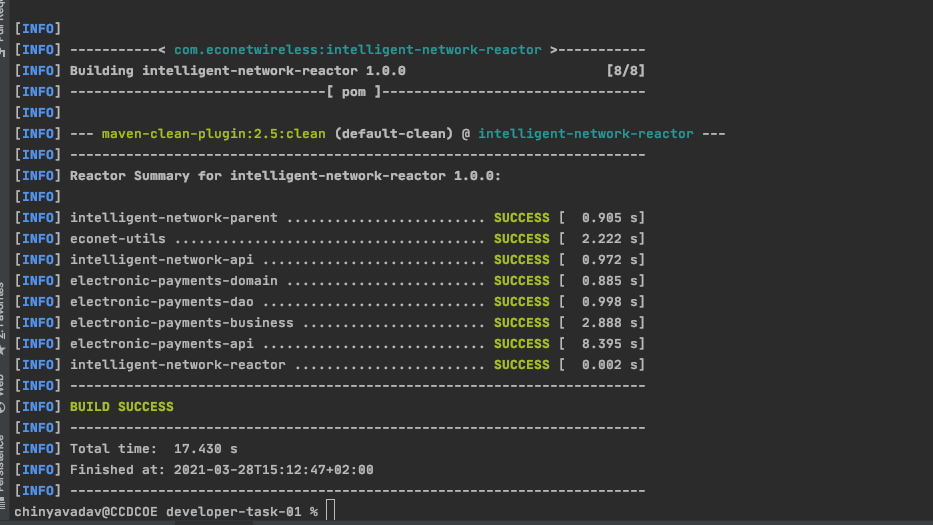 [INFO]
[INFO] -----------< com.econetwireless:intelligent-network-reactor >-----------
[INFO] Building intelligent-network-reactor 1.0.0                         [8/8]
[INFO] --------------------------------[ pom ]---------------------------------
[INFO]
[INFO] --- maven-clean-plugin:2.5:clean (default-clean) @ intelligent-network-reactor ---
[INFO] ------------------------------------------------------------------------
[INFO] Reactor Summary for intelligent-network-reactor 1.0.0:
[INFO]
[INFO] intelligent-network-parent ......................... SUCCESS [  0.905 s]
[INFO] econet-utils ....................................... SUCCESS [  2.222 s]
[INFO] intelligent-network-api ............................ SUCCESS [  0.972 s]
[INFO] electronic-payments-domain ......................... SUCCESS [  0.885 s]
[INFO] electronic-payments-dao ............................ SUCCESS [  0.998 s]
[INFO] electronic-payments-business ....................... SUCCESS [  2.888 s]
[INFO] electronic-payments-api ............................ SUCCESS [  8.395 s]
[INFO] intelligent-network-reactor ........................ SUCCESS [  0.002 s]
[INFO] ------------------------------------------------------------------------
[INFO] BUILD SUCCESS
[INFO] ------------------------------------------------------------------------
[INFO] Total time:  17.430 s
[INFO] Finished at: 2021-03-28T15:12:47+02:00
[INFO] ------------------------------------------------------------------------
chinyavadav@CCDCOE developer-task-01 %